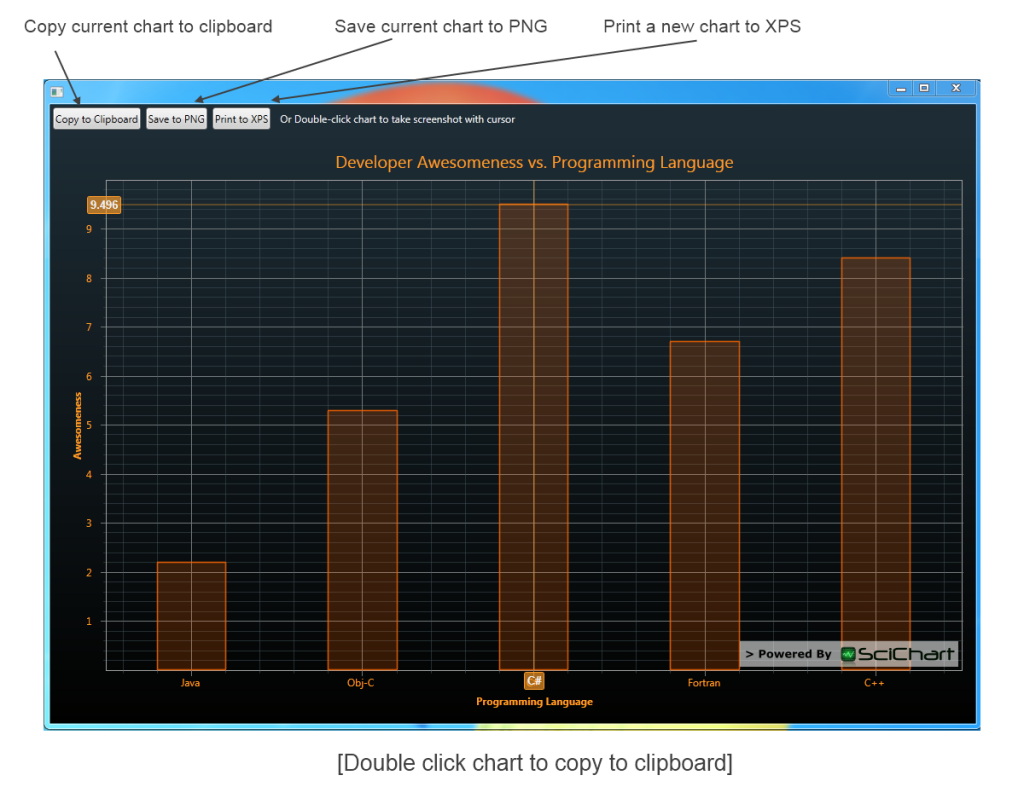 Copy current chart to clipboard
Save current chart to PNG
Print a new chart to XPS
Copy to Clipboard
Save to PNG
Print to XPS
Or Double-click chart to take screenshot with cursor
Developer Awesomeness vs. Programming Language
9.496
9
8
7
6
5
4
3
2
1
Awesomeness
> Powered By SciChart
Java
Obj-C
C#
Fortran
C++
Programming Language
[Double click chart to copy to clipboard]